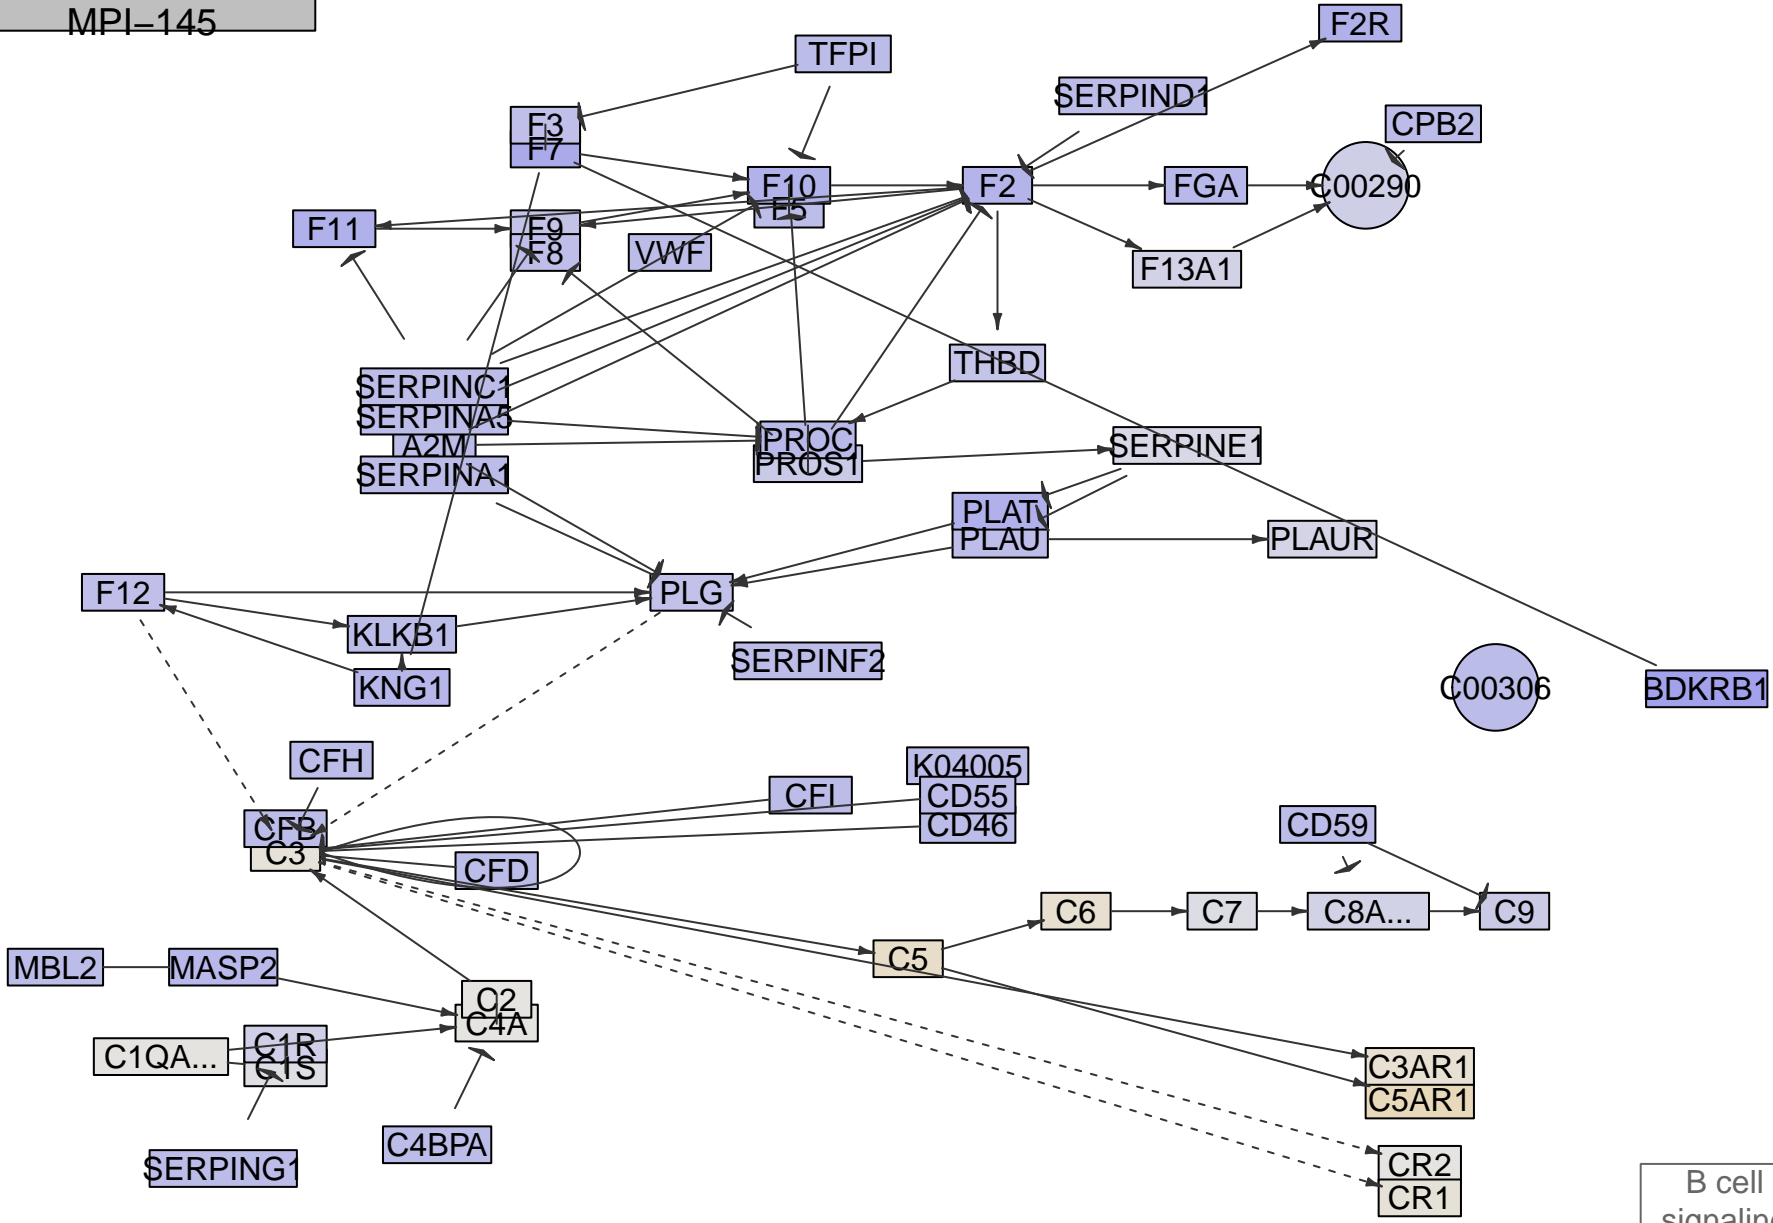 MPI–145
F2R
TFPI
SERPIND1
CPB2
F3
F7
F10
F5
F2
FGA
C00290
F11
F9
F8
VWF
F13A1
THBD
SERPINC1
SERPINA5
A2M
SERPINA1
PROC
PROS1
SERPINE1
PLAT
PLAU
PLAUR
F12
PLG
KLKB1
SERPINF2
KNG1
C00306
BDKRB1
CFH
K04005
CFI
CD55
CD46
CFB
C3
CD59
CFD
C6
C7
C8A...
C9
C5
MBL2
MASP2
C2
C4A
C1QA...
C1R
C1S
C3AR1
C5AR1
C4BPA
SERPING1
CR2
CR1
B cell
signaling